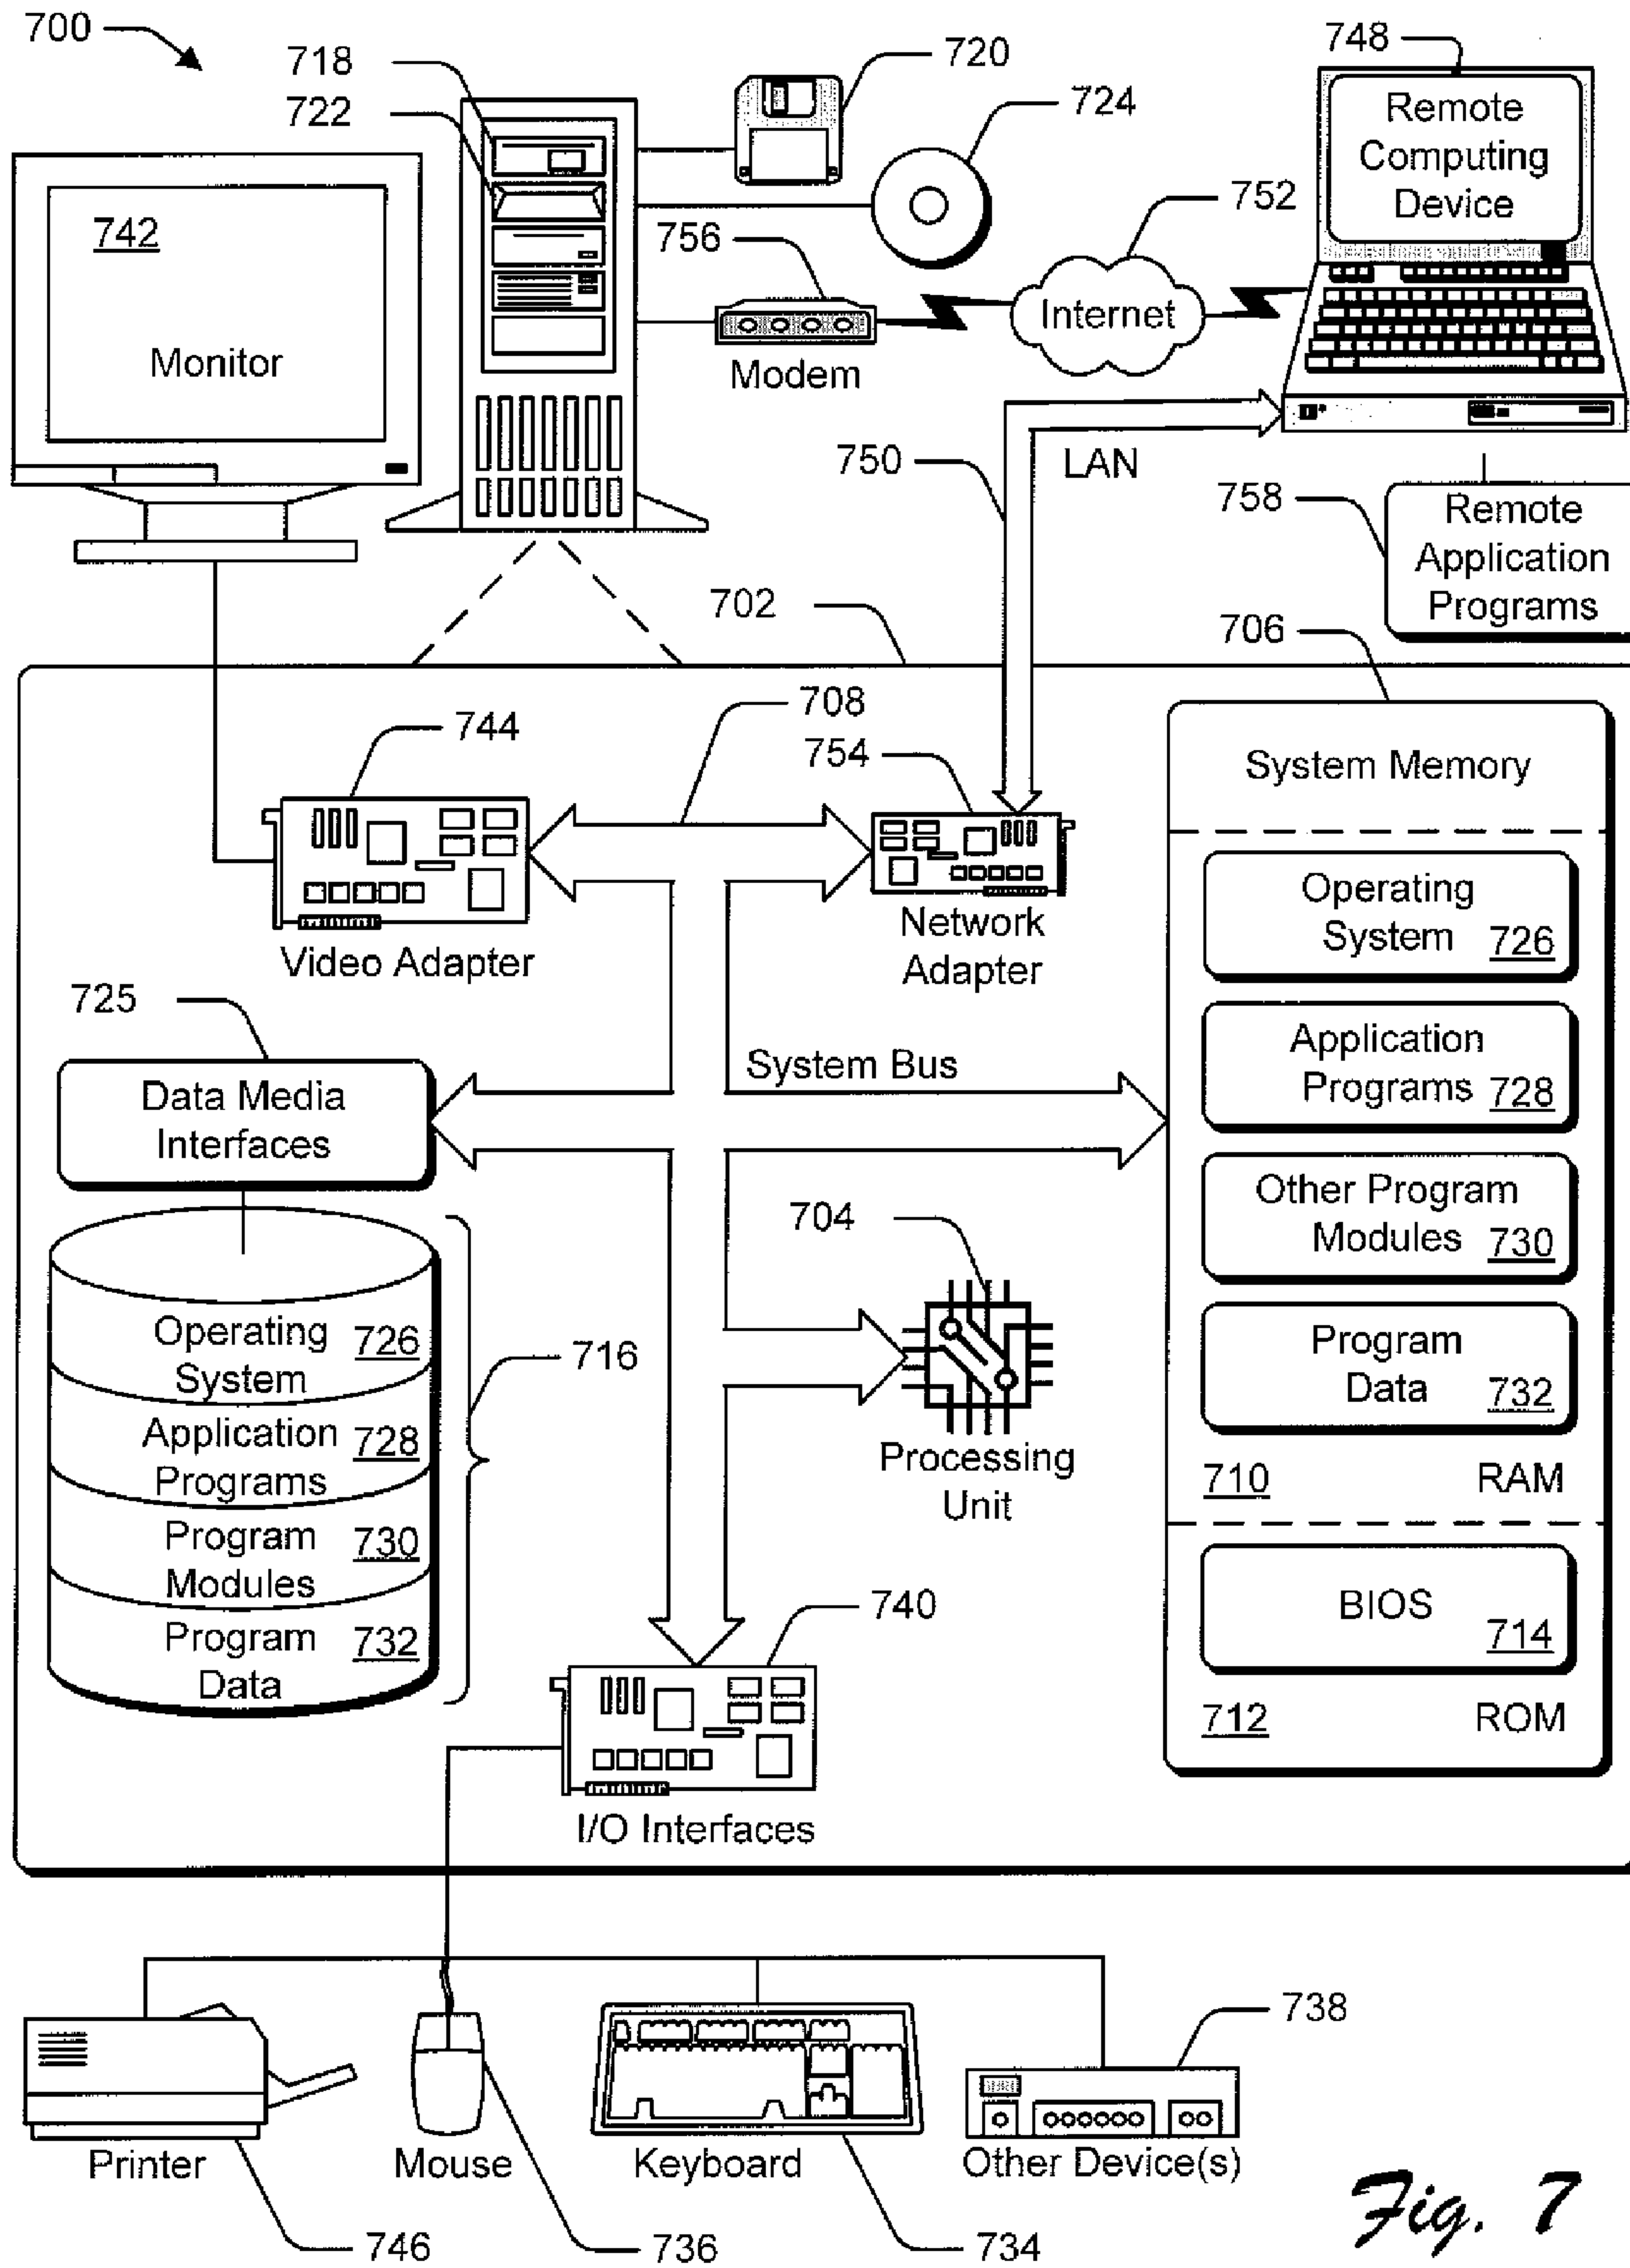 700
718
722
720
724
748
Remote
Computing
Device
742
Monitor
756
Modem
752
Internet
750
LAN
758
Remote
Application
Programs
702
706
708
744
754
Video Adapter
Network
Adapter
System Memory
Operating
System 726
Application
Programs 728
Other Program
Modules 730
Program
Data 732
710 RAM
BIOS
714
712 ROM
725
Data Media
Interfaces
System Bus
704
Processing
Unit
Operating
System 726
Application
Programs 728
Program
Modules 730
Program
Data 732
716
740
I/O Interfaces
738
Printer
Mouse
Keyboard
Other Device(s)
746
736
734
Fig. 7